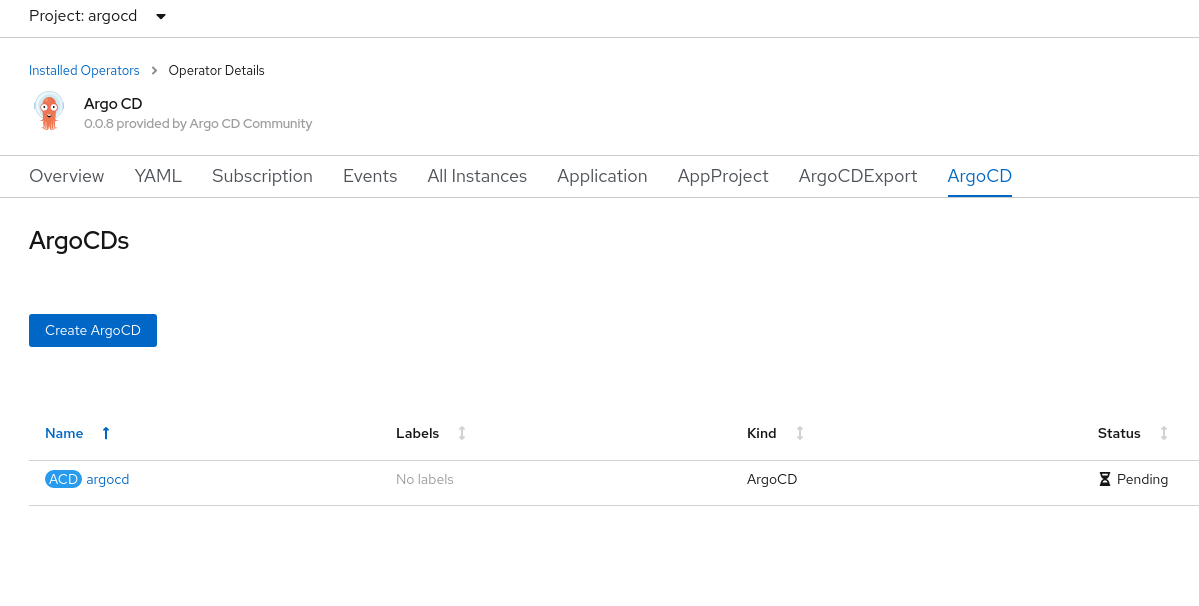 Project: argocd
Installed Operators > Operator Details
Argo CD
0.0.8 provided by Argo CD Community
Overview YAML Subscription Events All Instances Application AppProject ArgoCDExport ArgoCD
ArgoCDs
Create ArgoCD
Name Labels Kind Status
ACD argocd No labels ArgoCD Pending